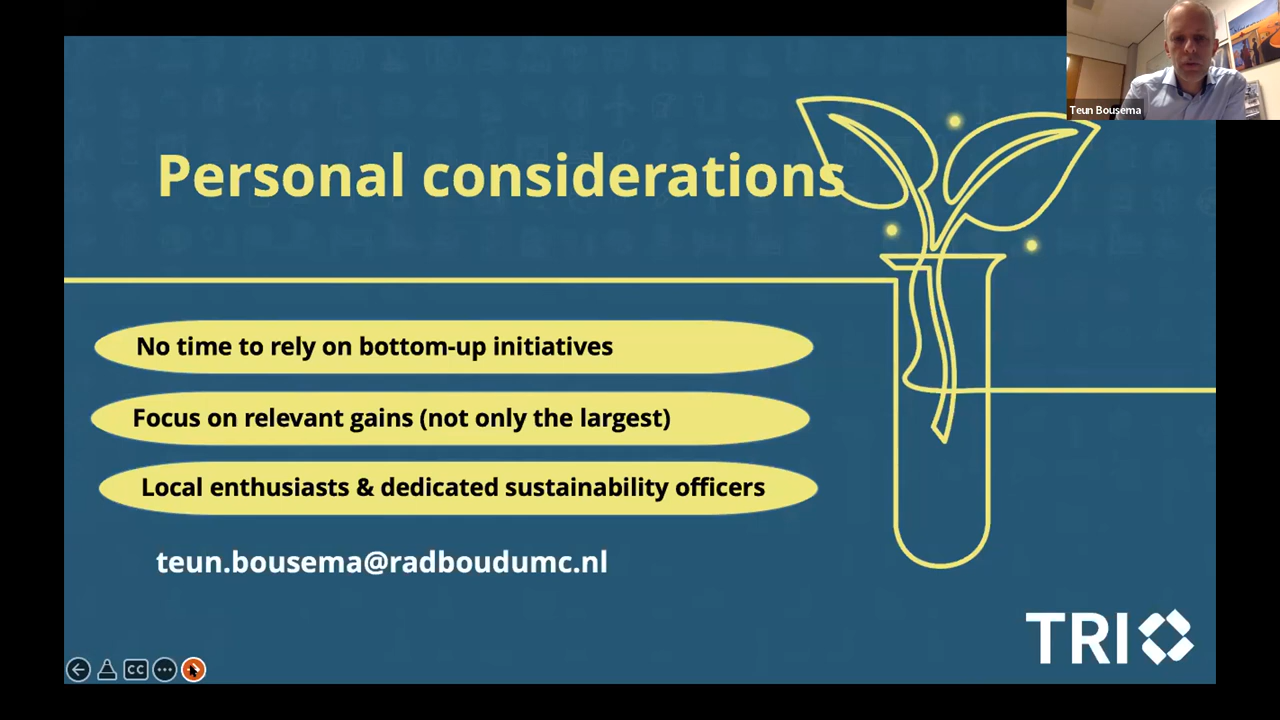 Teun Bousema
Personal considerations
No time to rely on bottom-up initiatives
Focus on relevant gains (not only the largest)
Local enthusiasts & dedicated sustainability officers
teun.bousema@radboudumc.nl
TRI
CC